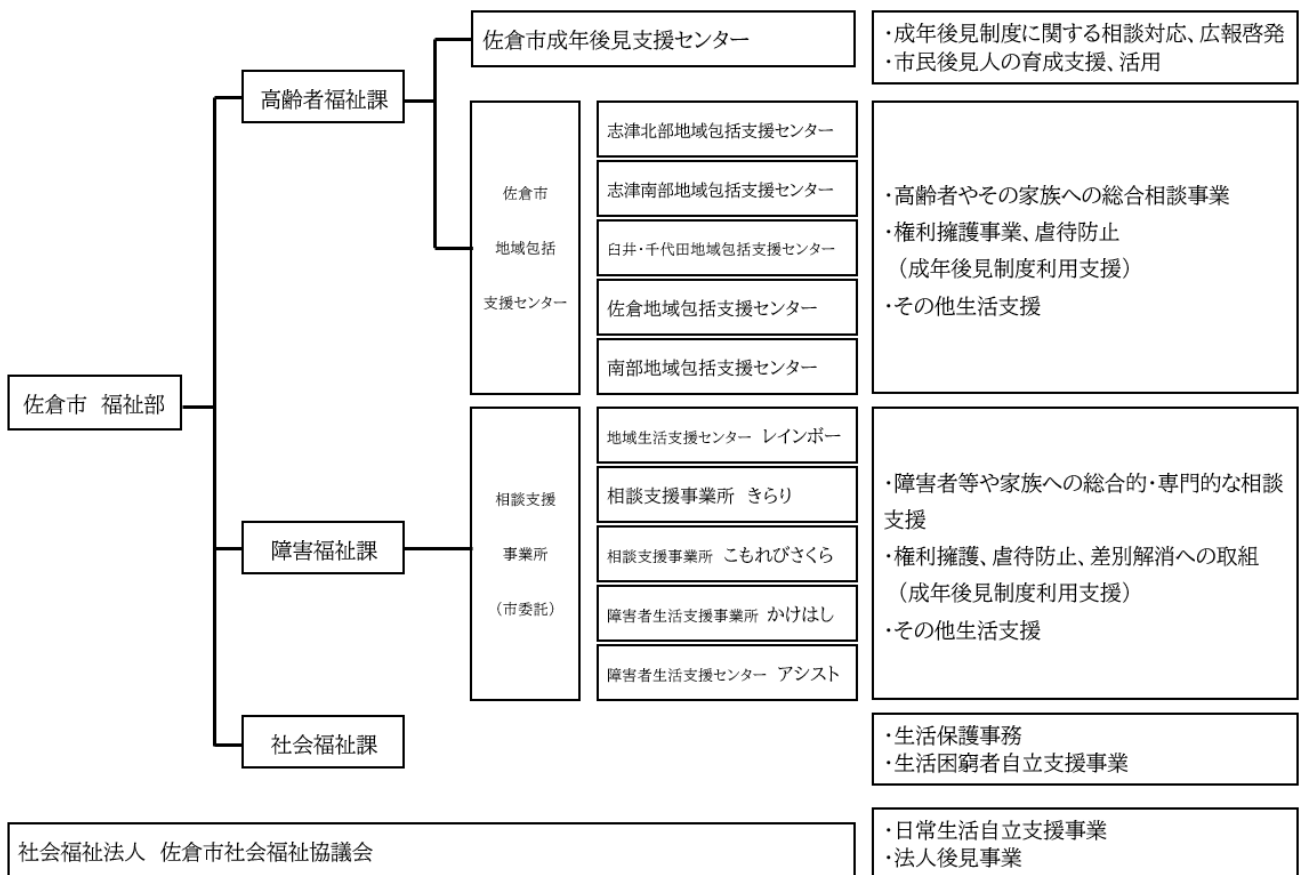 佐倉市成年後見支援センター
・成年後見制度に関する相談対応、広報啓発
・市民後見人の育成支援、活用
高齢者福祉課
佐倉市
地域包括
支援センター
志津北部地域包括支援センター
志津南部地域包括支援センター
臼井・千代田地域包括支援センター
佐倉地域包括支援センター
南部地域包括支援センター
・高齢者やその家族への総合相談事業
・権利擁護事業、虐待防止
（成年後見制度利用支援）
・その他生活支援
佐倉市 福祉部
障害福祉課
相談支援
事業所
（市委託）
地域生活支援センター レインボー
相談支援事業所 きらり
相談支援事業所 こもれびさくら
障害者生活支援事業所 かけはし
障害者生活支援センター アシスト
・障害者等や家族への総合的・専門的な相談
支援
・権利擁護、虐待防止、差別解消への取組
（成年後見制度利用支援）
・その他生活支援
社会福祉課
・生活保護事務
・生活困窮者自立支援事業
社会福祉法人 佐倉市社会福祉協議会
・日常生活自立支援事業
・法人後見事業